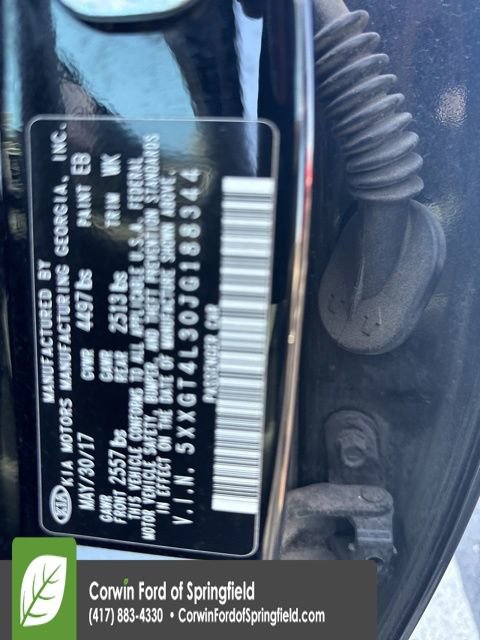 MANUFACTURED BY
KIA KIA MOTORS MANUFACTURING GEORGIA, INC.
MAY/30/17 GVWR 4497lbs PAINT EB
GAWR FRONT 2557 lbs GAWR REAR 2513lbs TRIM WK
THIS VEHICLE CONFORMS TO ALL APPLICABLE U.S.A. FEDERAL
MOTOR VEHICLE SAFETY, BUMPER, AND THEFT PREVENTION STANDARDS
IN EFFECT ON THE DATE OF MANUFACTURE SHOWN ABOVE.
V.I.N. 5XXGT4L30JG188344
PASSENGER CAR
Corwin Ford of Springfield
(417) 883-4330 • CorwinFordofSpringfield.com